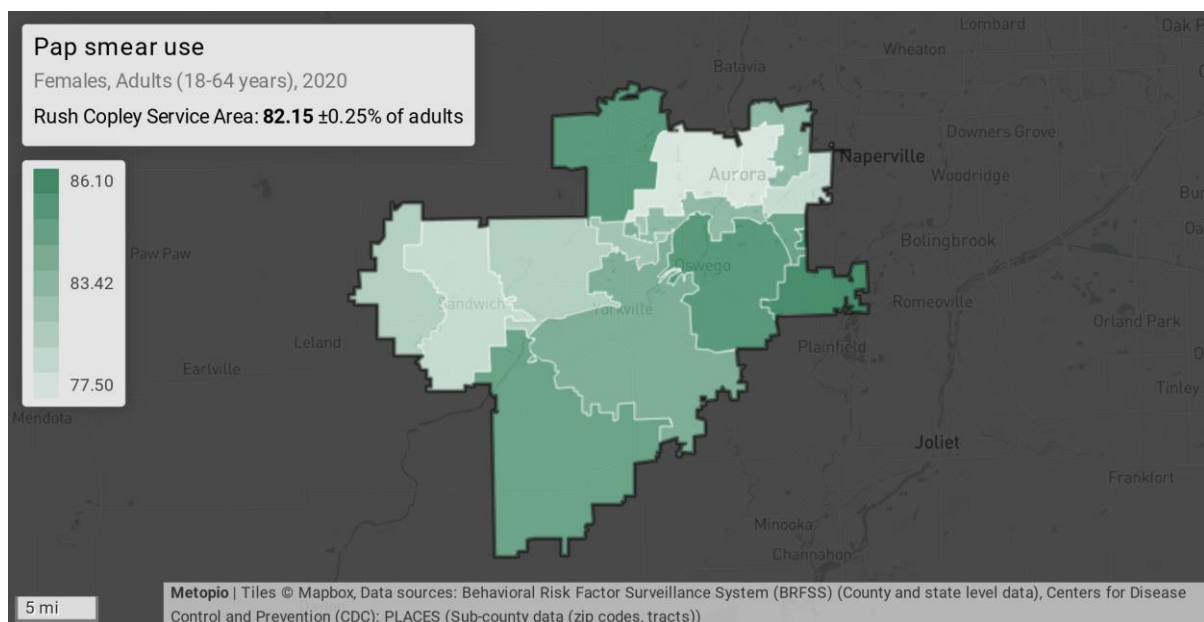 Pap smear use
Females, Adults (18-64 years), 2020
Rush Copley Service Area: 82.15 ±0.25% of adults
86.10
83.42
77.50
Lombard
Oak P
Wheaton
Batavia
Downers Grove
Naperville
Aurora
Woodridge
Bu
Paw Paw
Bolingbrook
Oa
Oswego
Sandwich
Yorkville
Romeoville
Orland Park
Leland
Plainfield
O
Earlville
Tinley
Mendota
Joliet
Frankfort
Minooka
Channahon
5 mi
Metopio | Tiles © Mapbox, Data sources: Behavioral Risk Factor Surveillance System (BRFSS) (County and state level data), Centers for Disease
Control and Prevention (CDC): PLACES (Sub-county data (zip codes, tracts))